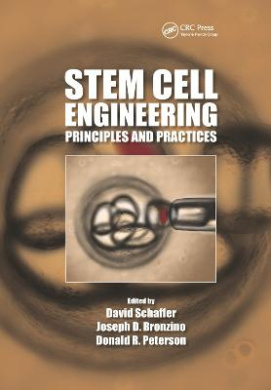 CRC Press
Taylor & Francis Group
STEM CELL
ENGINEERING
PRINCIPLES AND PRACTICES
Edited by
David Schaffer
Joseph D. Bronzino
Donald R. Peterson